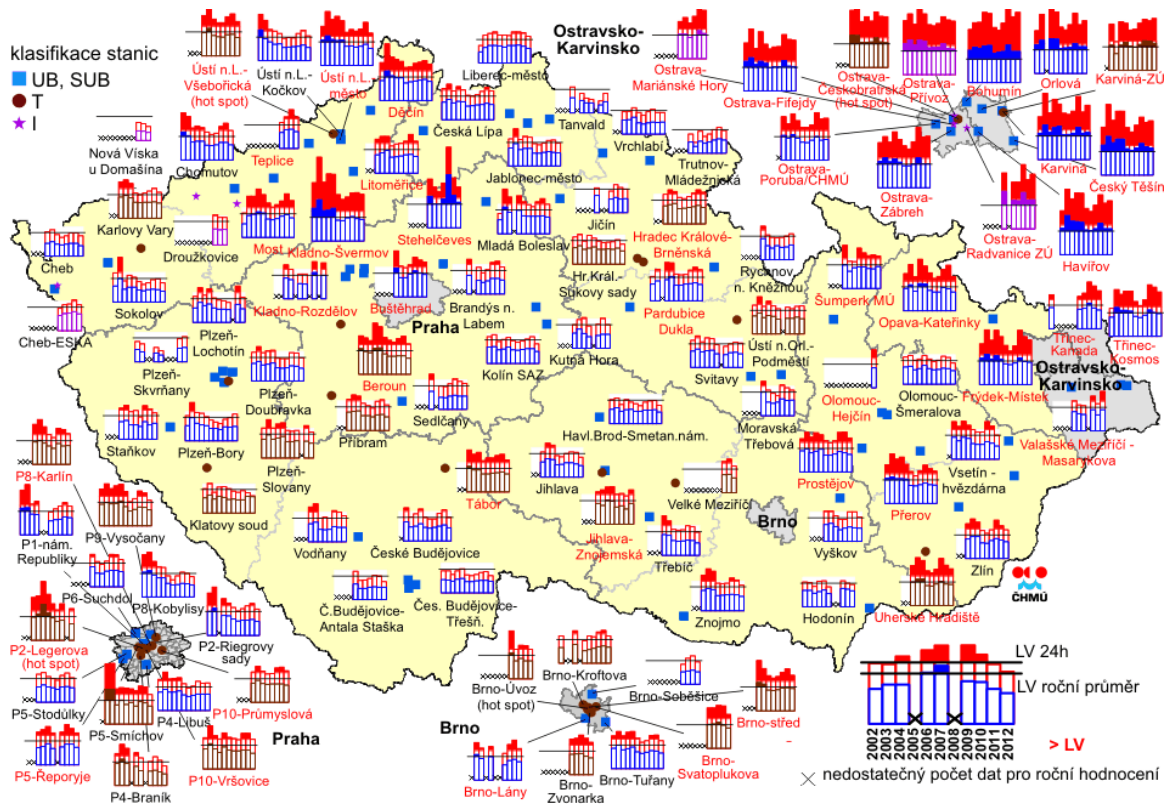 klasifikace stanic
UB, SUB
T
I
Ústí n.L.-
Všebořická
(hot spot)
Ústí n.L.-
Kočkov
Ústí n.L.
město
Děčín
Liberec-město
Ostravsko-
Karvinsko
Ostrava-
Mariánské Hory
Ostrava-Fifejdy
Ostrava-
Českobratrská
(hot spot)
Ostrava-
Přívoz
Bohumín
Orlová
Karviná-ZÚ
Nová Víska
u Domašína
Chomutov
Teplice
Litoměřice
Česká Lípa
Tanvald
Vrchlabí
Trutnov-
Mládežnická
Jablonec-město
Ostrava-
Poruba/CHMÚ
Ostrava-
Zábřeh
Ostrava-
Radvanice ZÚ
Karvina
Český Těšín
Havířov
Karlovy Vary
Droužkovice
Most
Kladno-Švermov
Stehelčeves
Mladá Boleslav
Jičín
Hradec Králové-
Brněnská
Hr.Král.-
Sukovy sady
Rychnov
n. Kněžnou
Šumperk MÚ
Opava-Kateřinky
Cheb
Cheb-ESKA
Sokolov
Plzeň-
Lochotín
Kladno-Rozdělov
Buštěhrad
Praha
Brandýs n.
Labem
Kutná Hora
Pardubice
Dukla
Ústí n.Orl.-
Podměstí
Třinec-
Kanada
Třinec-
Kosmos
Ostravsko-
Karvinsko
Plzeň-
Skvrňany
Plzeň-
Doubravka
Beroun
Kolín SAZ
Svitavy
Olomouc-
Hejčín
Olomouc-
Šmeralova
Frýdek-Místek
Staňkov
Plzeň-Bory
Plzeň-
Slovany
Příbram
Sedlčany
Havl.Brod-Smetan.nám.
Moravská
Třebová
Valašské Meziříčí -
Masarykova
P8-Karlín
Klatovy soud
Tábor
Jihlava
Velké Meziříčí
Prostějov
Přerov
Vsetín -
hvězdárna
P1-nám.
Republiky
P9-Vysočany
Vodňany
České Budějovice
Jihlava-
Znojemská
Třebíč
Brno
Vyškov
Zlín
P6-Suchdol
P8-Kobylisy
Č.Budějovice-
Antala Staška
Čes. Budějovice-
Třešň.
Znojmo
Hodonín
Uherské Hradiště
ČHMÚ
P2-Legerova
(hot spot)
P2-Riegrovy
sady
P5-Stodůlky
P5-Smíchov
P4-Libuš
P10-Průmyslová
P5-Řeporyje
P4-Braník
P10-Vršovice
Praha
Brno-Úvoz
(hot spot)
Brno-Kroftova
Brno-Soběšice
Brno-střed
Brno
Brno-Lány
Brno-
Zvonarka
Brno-Tuřany
Brno-
Svatoplukova
LV 24h
LV roční průměr
2002
2003
2004
2005
2006
2007
2008
2009
2010
2011
2012
> LV
nedostatečný počet dat pro roční hodnocení